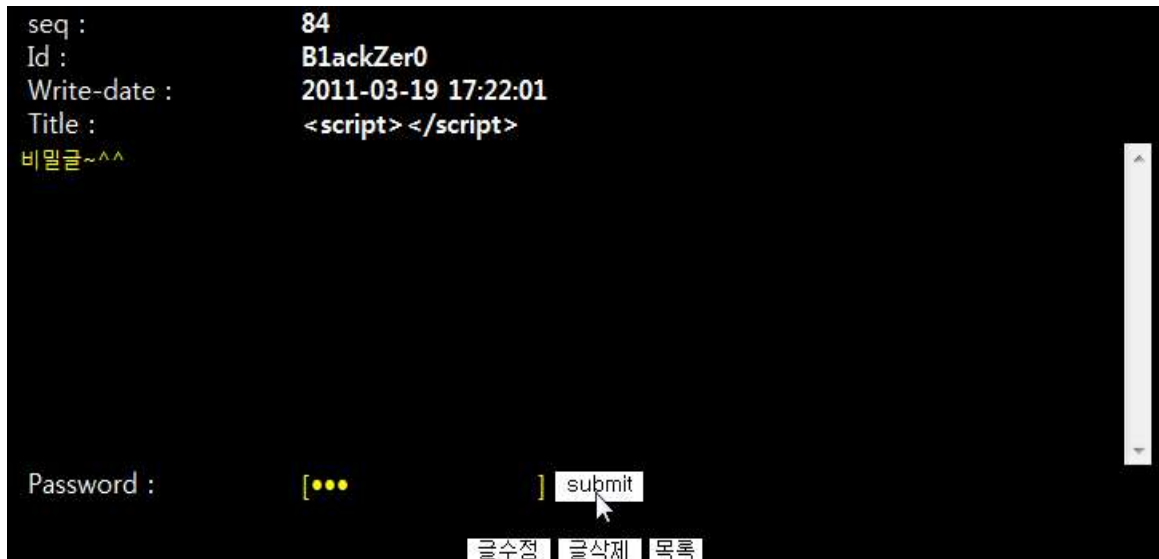 seq : 84
Id : B1ackZer0
Write-date : 2011-03-19 17:22:01
Title : <script></script>
비밀글~^^
Password : [••• ] submit
글수정 글삭제 목록